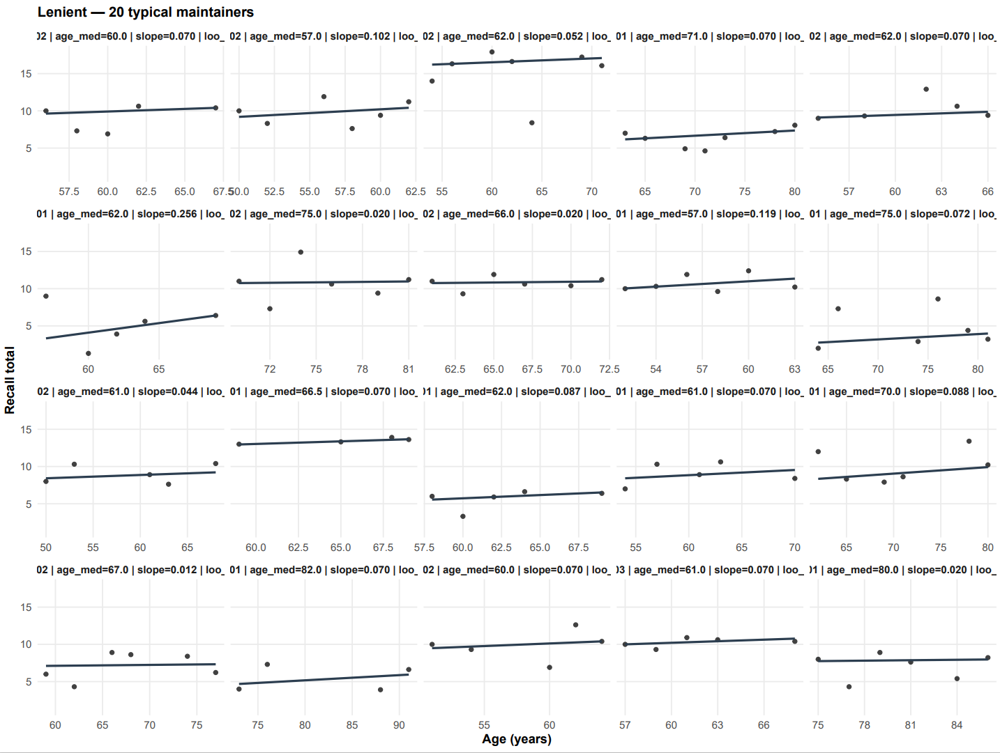 Lenient — 20 typical maintainers
02 | age_med=60.0 | slope=0.070 | loo_ 02 | age_med=57.0 | slope=0.102 | loo_ 02 | age_med=62.0 | slope=0.052 | loo_ 01 | age_med=71.0 | slope=0.070 | loo_ 02 | age_med=62.0 | slope=0.070 | loo_
15
10
5
57.5 60.0 62.5 65.0 67.5 50.0 52.5 55.0 57.5 60.0 62.5 55 60 65 70 65 70 75 80 57 60 63 66
01 | age_med=62.0 | slope=0.256 | loo_ 02 | age_med=75.0 | slope=0.020 | loo_ 02 | age_med=66.0 | slope=0.020 | loo_ 01 | age_med=57.0 | slope=0.119 | loo_ 01 | age_med=75.0 | slope=0.072 | loo_
15
10
5
60 65 72 75 78 81 62.5 65.0 67.5 70.0 72.5 54 57 60 63 65 70 75 80
Recall total
02 | age_med=61.0 | slope=0.044 | loo_ 01 | age_med=66.5 | slope=0.070 | loo_ 01 | age_med=62.0 | slope=0.087 | loo_ 01 | age_med=61.0 | slope=0.070 | loo_ 01 | age_med=70.0 | slope=0.088 | loo_
15
10
5
50 55 60 65 60.0 62.5 65.0 67.5 57.5 60.0 62.5 65.0 67.5 55 60 65 70 65 70 75 80
02 | age_med=67.0 | slope=0.012 | loo_ 01 | age_med=82.0 | slope=0.070 | loo_ 02 | age_med=60.0 | slope=0.070 | loo_ 03 | age_med=61.0 | slope=0.070 | loo_ 01 | age_med=80.0 | slope=0.020 | loo_
15
10
5
60 65 70 75 75 80 85 90 55 60 57 60 63 66 75 78 81 84
Age (years)